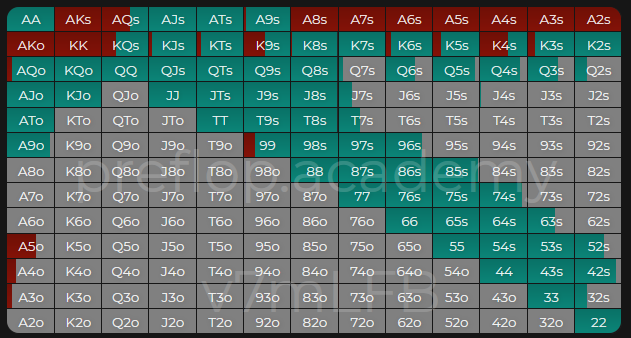 AA AKs AQs AJs ATs A9s A8s A7s A6s A5s A4s A3s A2s
AKo KK KQs KJs KTs K9s K8s K7s K6s K5s K4s K3s K2s
AQo KQo QQ QJs QTs Q9s Q8s Q7s Q6s Q5s Q4s Q3s Q2s
AJo KJo QJo JJ JTs J9s J8s J7s J6s J5s J4s J3s J2s
ATo KTo QTo JTo TT T9s T8s T7s T6s T5s T4s T3s T2s
A9o K9o Q9o J9o T9o 99 98s 97s 96s 95s 94s 93s 92s
A8o K8o Q8o J8o T8o 98o 88 87s 86s 85s 84s 83s 82s
preflop.academy
A7o K7o Q7o J7o T7o 97o 87o 77 76s 75s 74s 73s 72s
A6o K6o Q6o J6o T6o 96o 86o 76o 66 65s 64s 63s 62s
A5o K5o Q5o J5o T5o 95o 85o 75o 65o 55 54s 53s 52s
A4o K4o Q4o J4o T4o 94o 84o 74o 64o 54o 44 43s 42s
v7mLFB
A3o K3o Q3o J3o T3o 93o 83o 73o 63o 53o 43o 33 32s
A2o K2o Q2o J2o T2o 92o 82o 72o 62o 52o 42o 32o 22